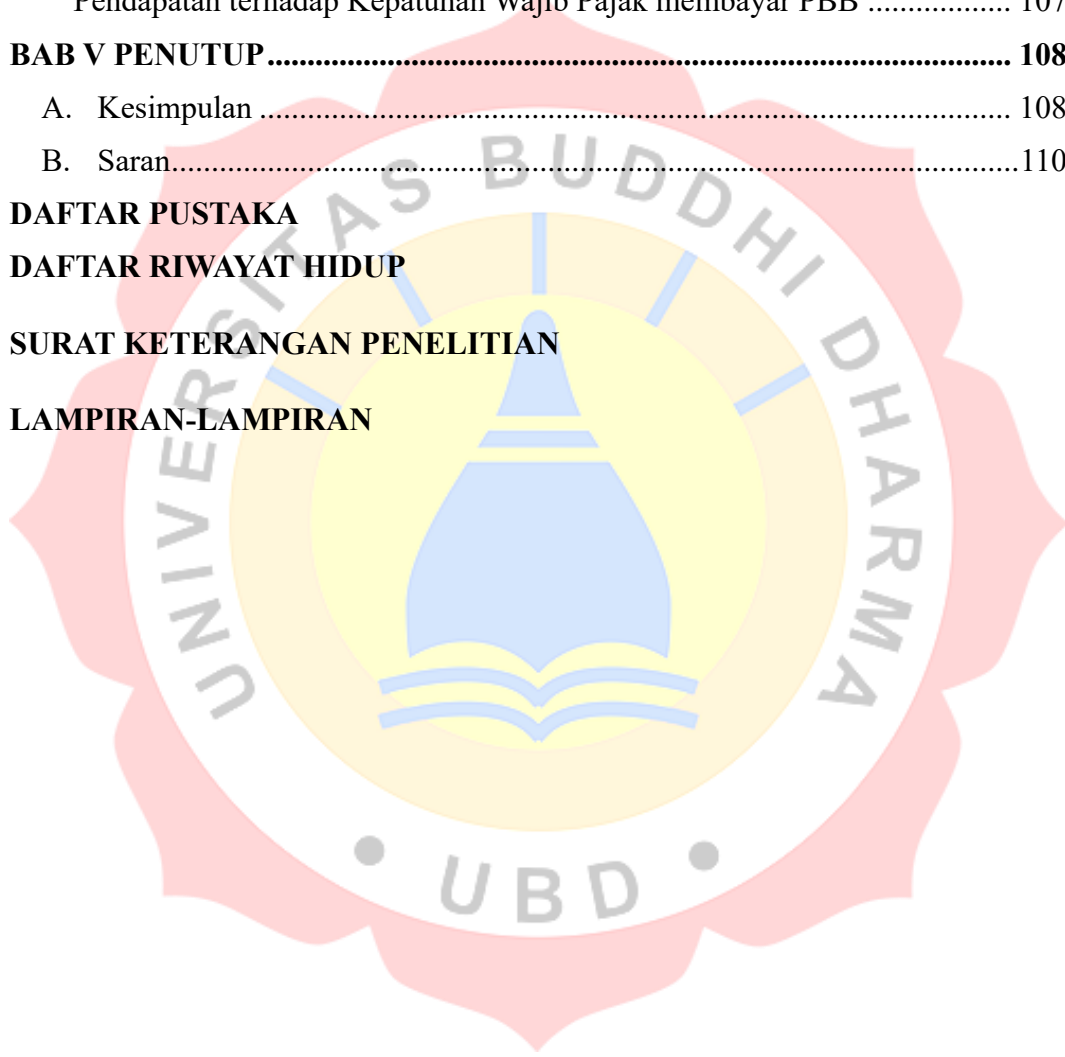 Pendapatan terhadap Kepatuhan Wajib Pajak membayar PBB .................. 107
BAB V PENUTUP.......................................................................................... 108
A. Kesimpulan ........................................................................................... 108
B. Saran......................................................................................................110
DAFTAR PUSTAKA
DAFTAR RIWAYAT HIDUP
SURAT KETERANGAN PENELITIAN
LAMPIRAN-LAMPIRAN
UNIVERSITAS BUDDHI DHARMA
• UBD •